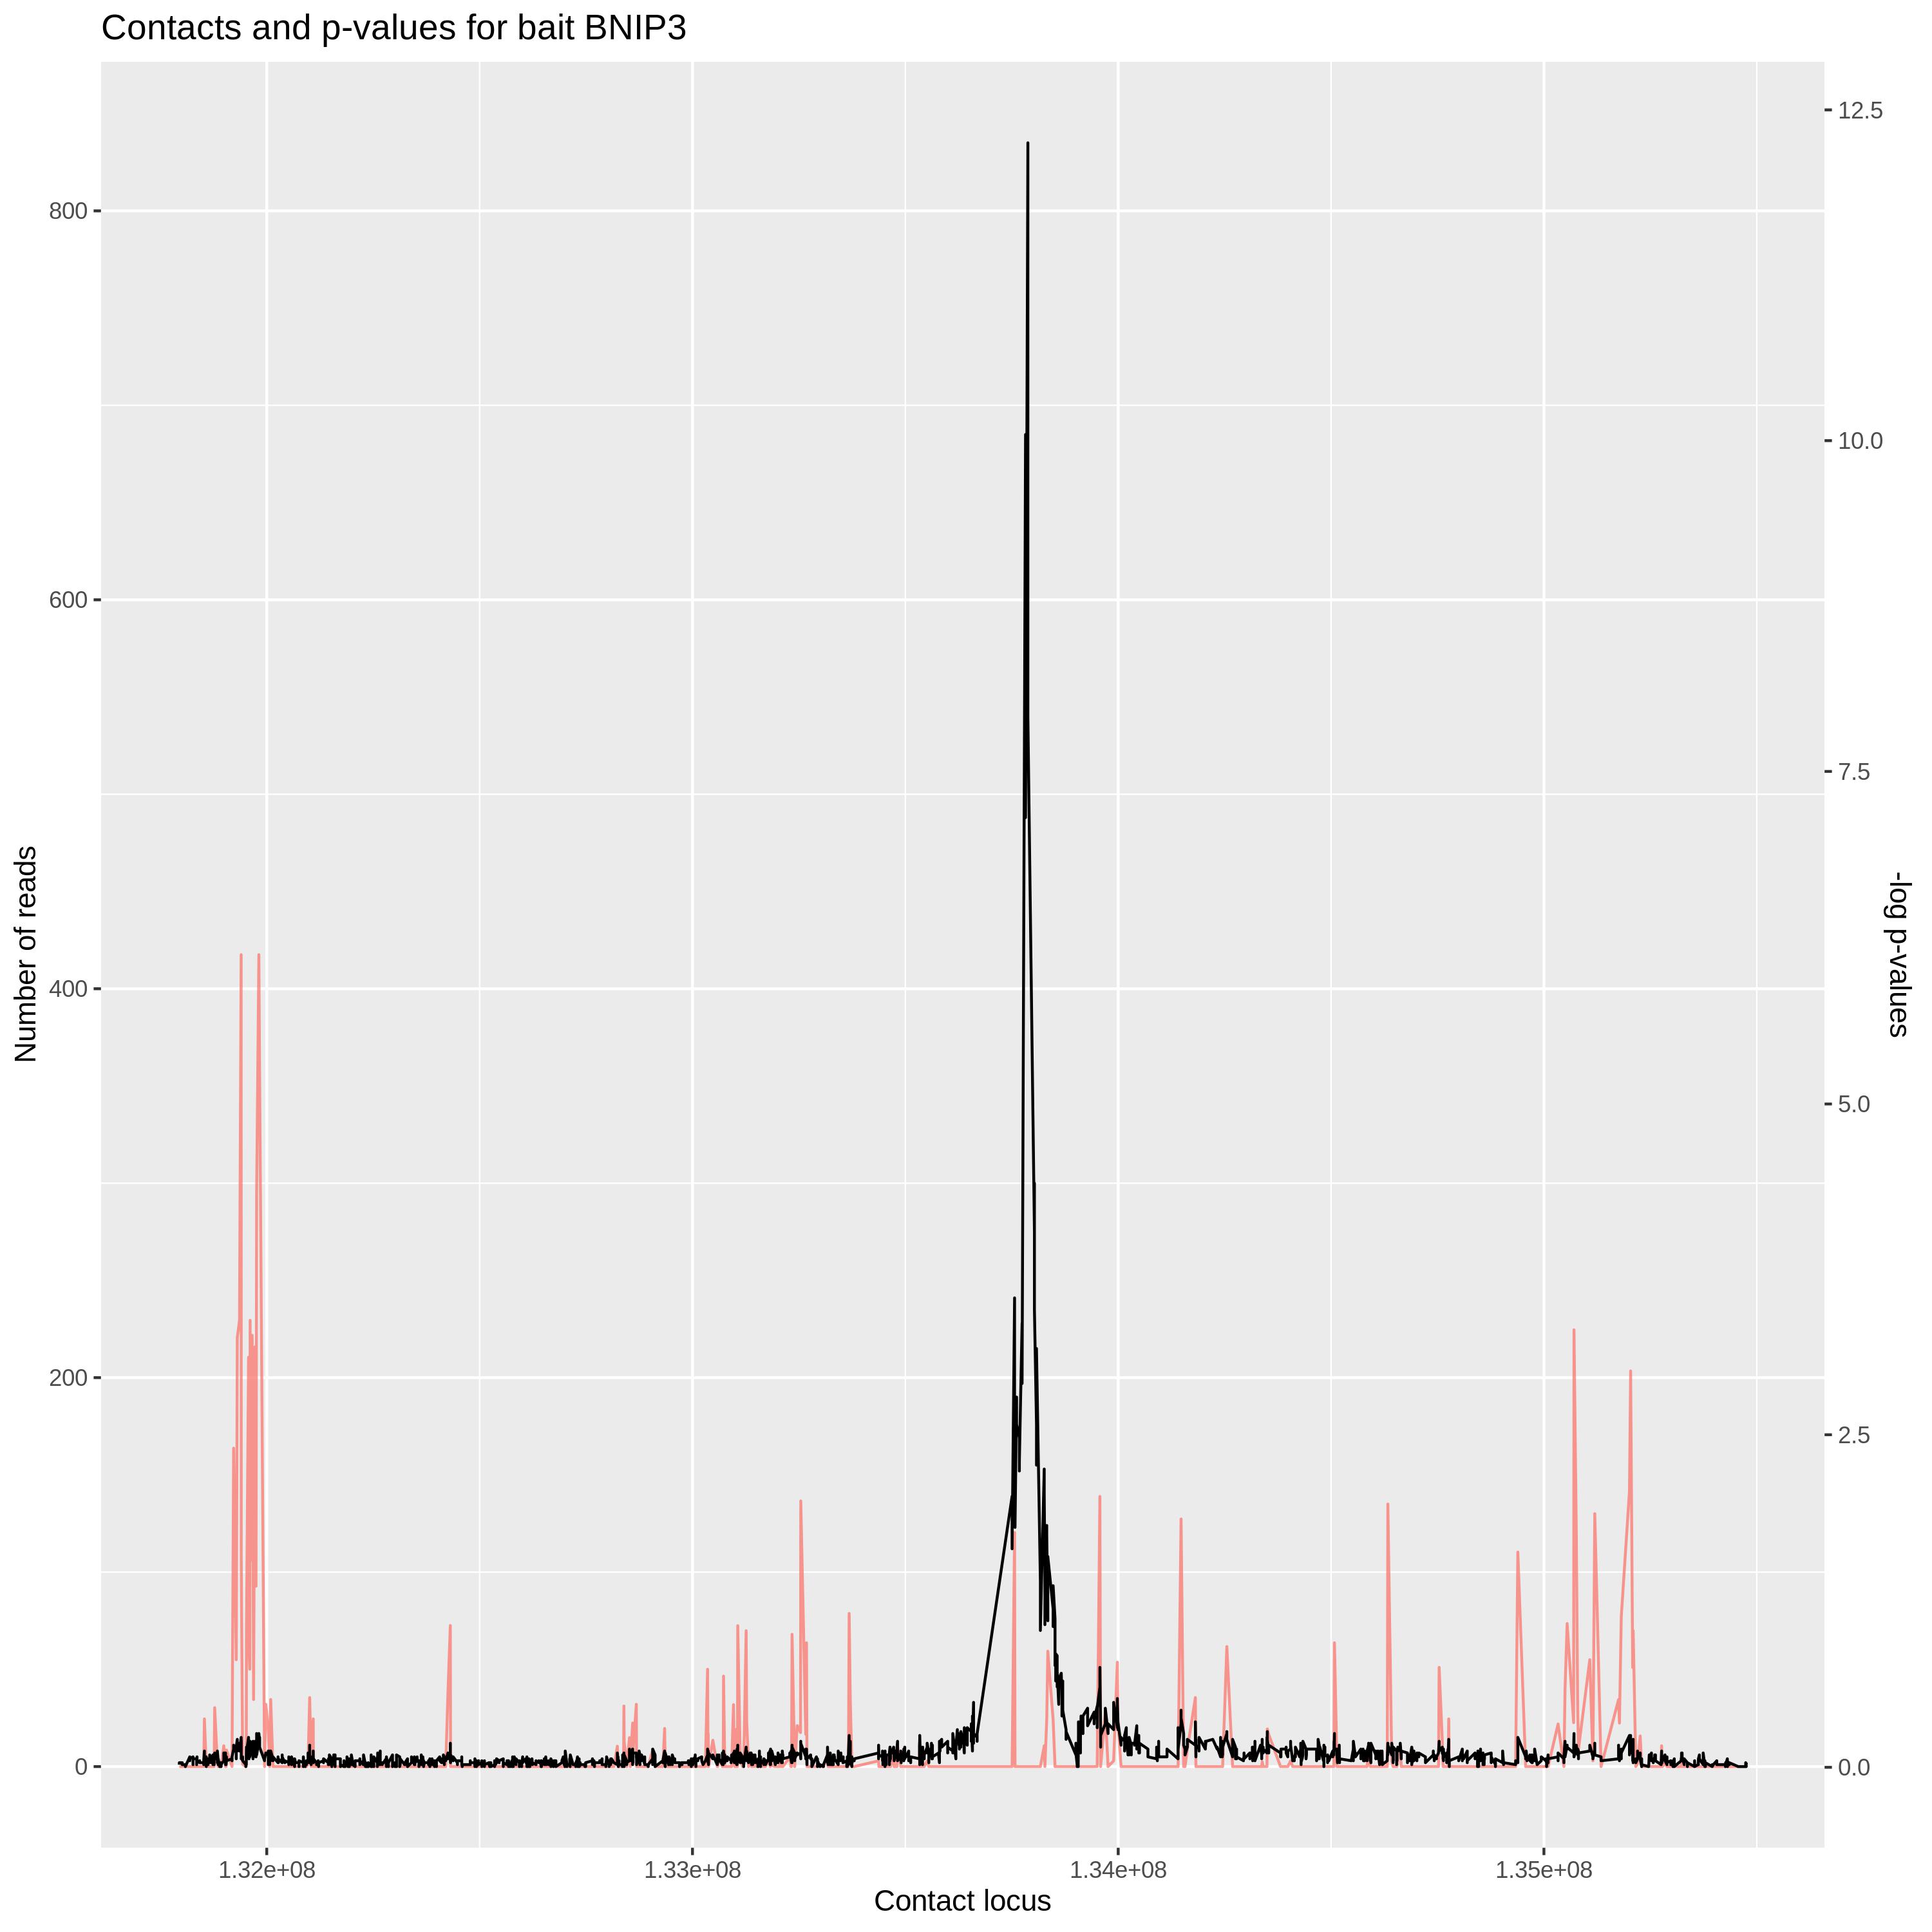 Contacts and p-values for bait BNIP3
Number of reads
800
600
400
200
0
12.5
10.0
7.5
5.0
2.5
0.0
-log p-values
1.32e+08
1.33e+08
1.34e+08
1.35e+08
Contact locus